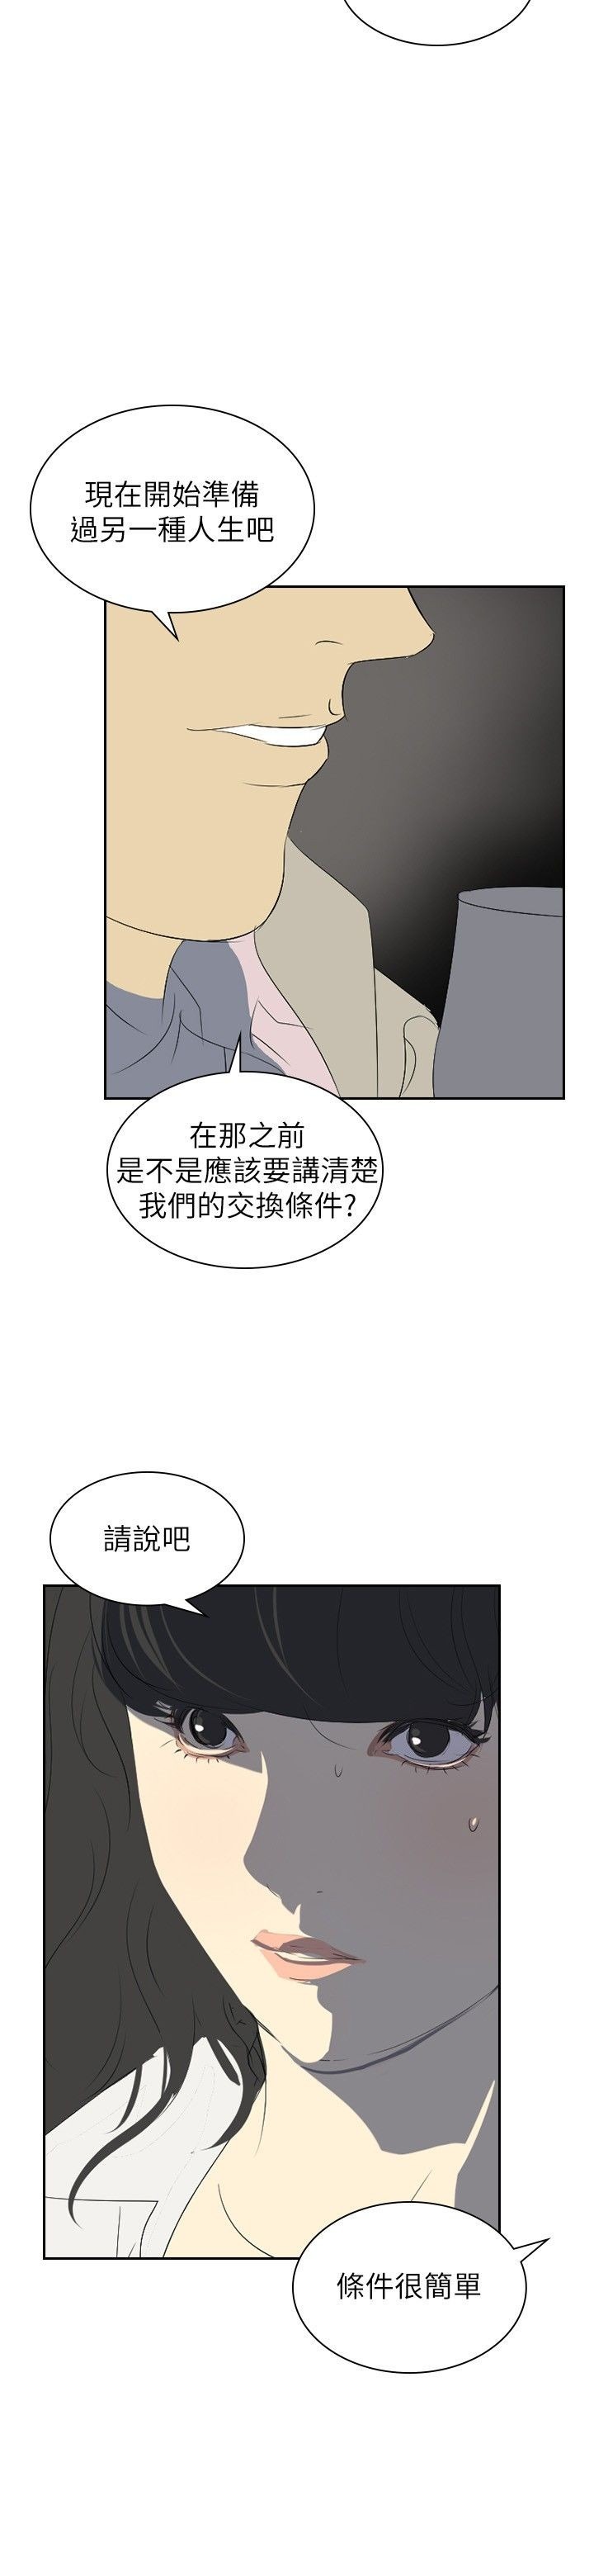 現在開始準備
過另一種人生吧
在那之前
是不是應該要講清楚
我們的交換條件?
請說吧
條件很簡單